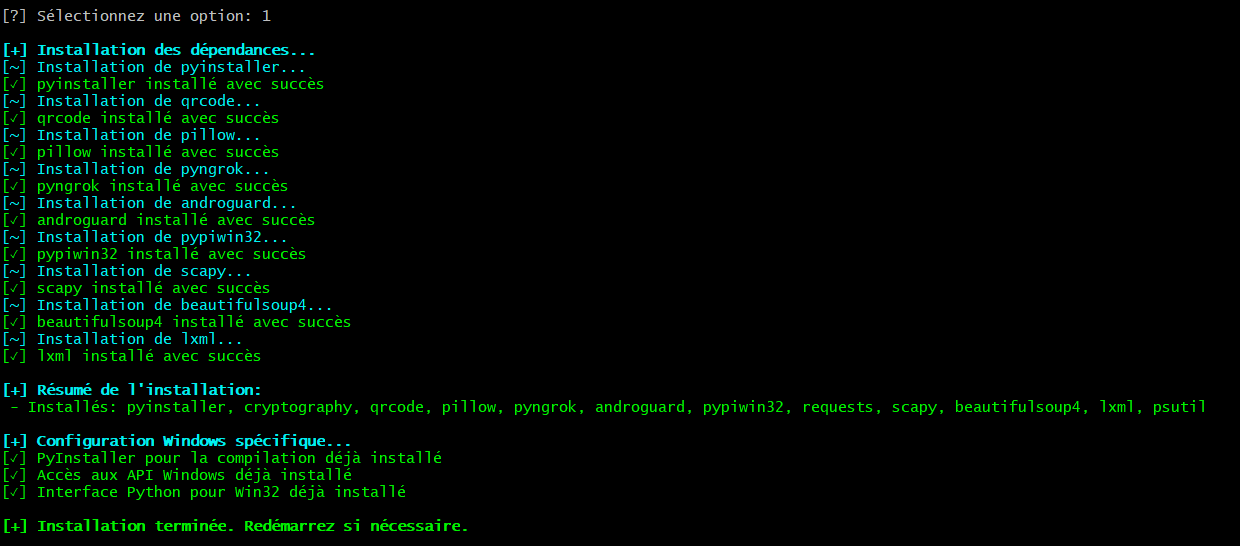 [?] Sélectionnez une option: 1
[+] Installation des dépendances...
[~] Installation de pyinstaller...
[✓] pyinstaller installé avec succès
[~] Installation de qrcode...
[✓] qrcode installé avec succès
[~] Installation de pillow...
[✓] pillow installé avec succès
[~] Installation de pyngrok...
[✓] pyngrok installé avec succès
[~] Installation de androguard...
[✓] androguard installé avec succès
[~] Installation de pypiwin32...
[✓] pypiwin32 installé avec succès
[~] Installation de scapy...
[✓] scapy installé avec succès
[~] Installation de beautifulsoup4...
[✓] beautifulsoup4 installé avec succès
[~] Installation de lxml...
[✓] lxml installé avec succès
[+] Résumé de l'installation:
- Installés: pyinstaller, cryptography, qrcode, pillow, pyngrok, androguard, pypiwin32, requests, scapy, beautifulsoup4, lxml, psutil
[+] Configuration Windows spécifique...
[✓] PyInstaller pour la compilation déjà installé
[✓] Accès aux API Windows déjà installé
[✓] Interface Python pour Win32 déjà installé
[+] Installation terminée. Redémarrez si nécessaire.